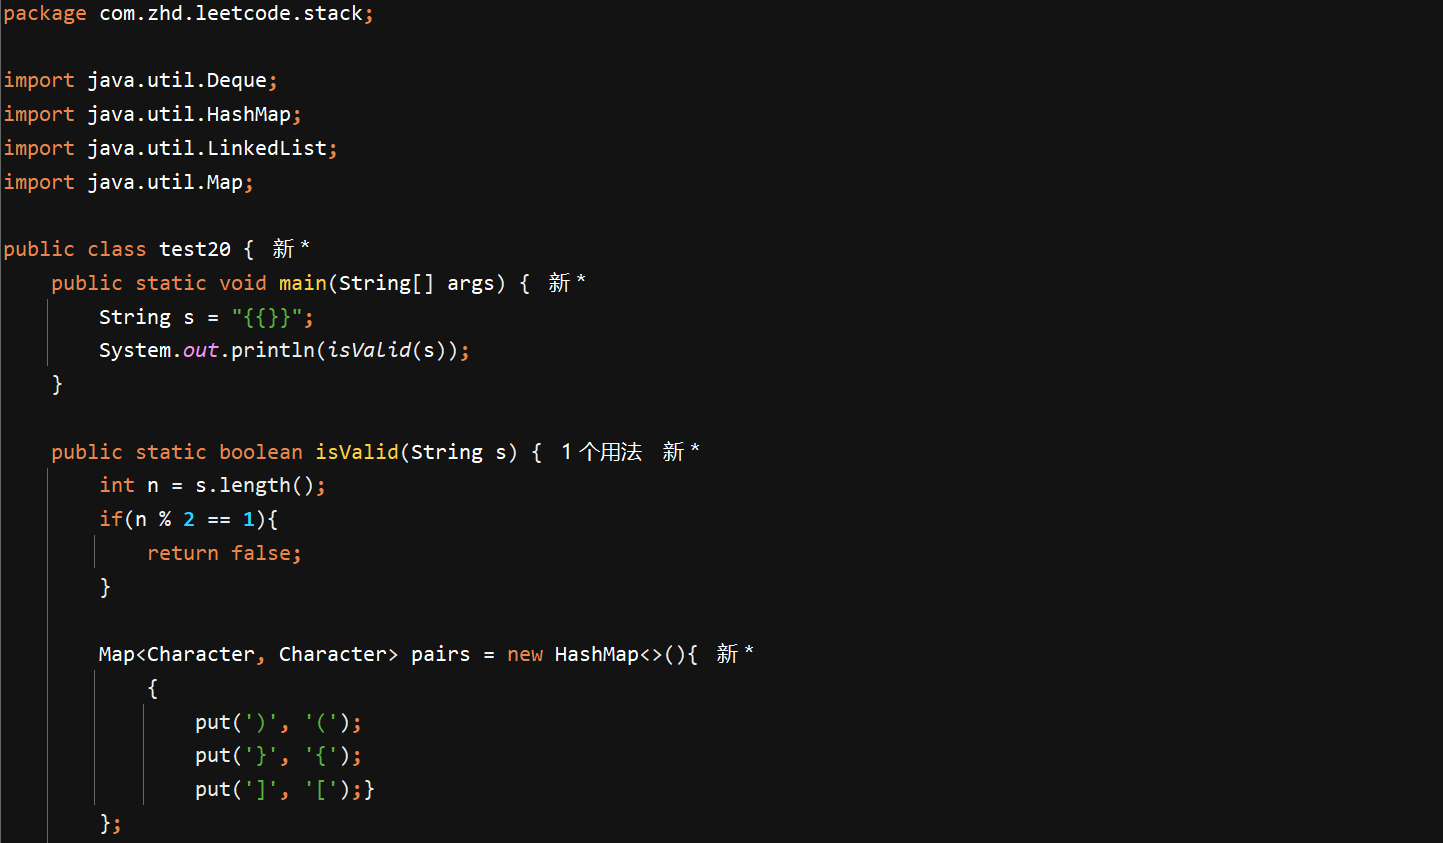 package com.zhd.leetcode.stack;
import java.util.Deque;
import java.util.HashMap;
import java.util.LinkedList;
import java.util.Map;
public class test20 { 新 *
    public static void main(String[] args) { 新 *
        String s = "{{}}";
        System.out.println(isValid(s));
    }
    public static boolean isValid(String s) { 1 个用法 新 *
        int n = s.length();
        if(n % 2 == 1){
            return false;
        }
        Map<Character, Character> pairs = new HashMap<>(){ 新 *
            {
                put(')', '(');
                put('}', '{');
                put(']', '[');}
        };